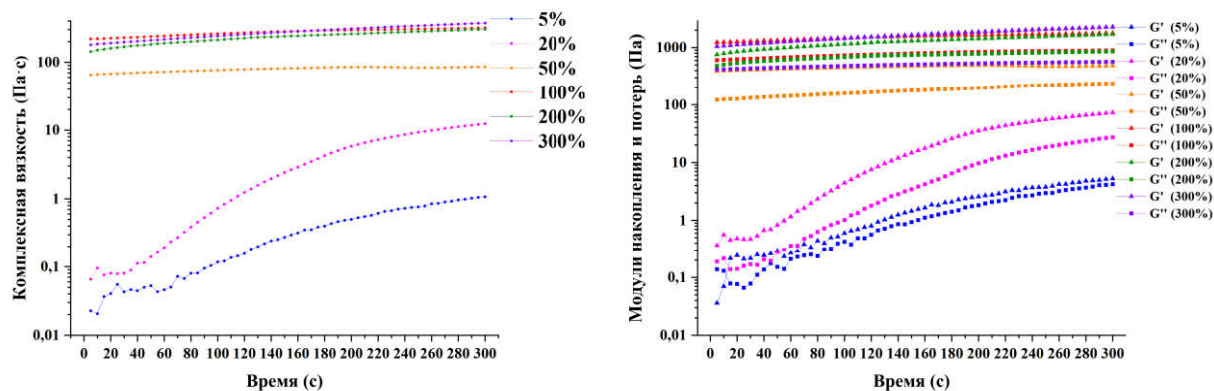 Комплексная вязкость (Па·с)
100
10
1
0,1
0,01
0 20 40 60 80 100 120 140 160 180 200 220 240 260 280 300
Время (с)
5%
20%
50%
100%
200%
300%
Модули накопления и потерь (Па)
1000
100
10
1
0,1
0,01
0 20 40 60 80 100 120 140 160 180 200 220 240 260 280 300
Время (с)
G' (5%)
G'' (5%)
G' (20%)
G'' (20%)
G' (50%)
G'' (50%)
G' (100%)
G'' (100%)
G' (200%)
G'' (200%)
G' (300%)
G'' (300%)